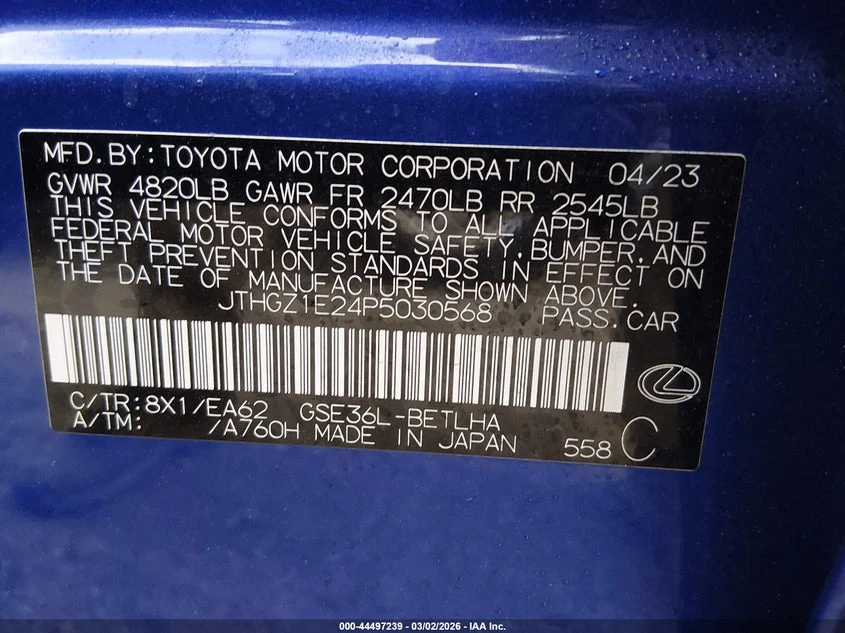 MFD.BY:TOYOTA MOTOR CORPORATION 04/23
GVWR 4820LB GAWR FR 2470LB RR 2545LB
THIS VEHICLE CONFORMS TO ALL APPLICABLE
FEDERAL MOTOR VEHICLE SAFETY,BUMPER,AND
THEFT PREVENTION STANDARDS IN EFFECT ON
THE DATE OF MANUFACTURE SHOWN ABOVE.
JTHGZ1E24P5030568 PASS.CAR
C/TR:8X1/EA62 GSE36L-BETLHA
A/TM: /A760H MADE IN JAPAN 558 C
000-44497239 - 03/02/2026 - IAA Inc.